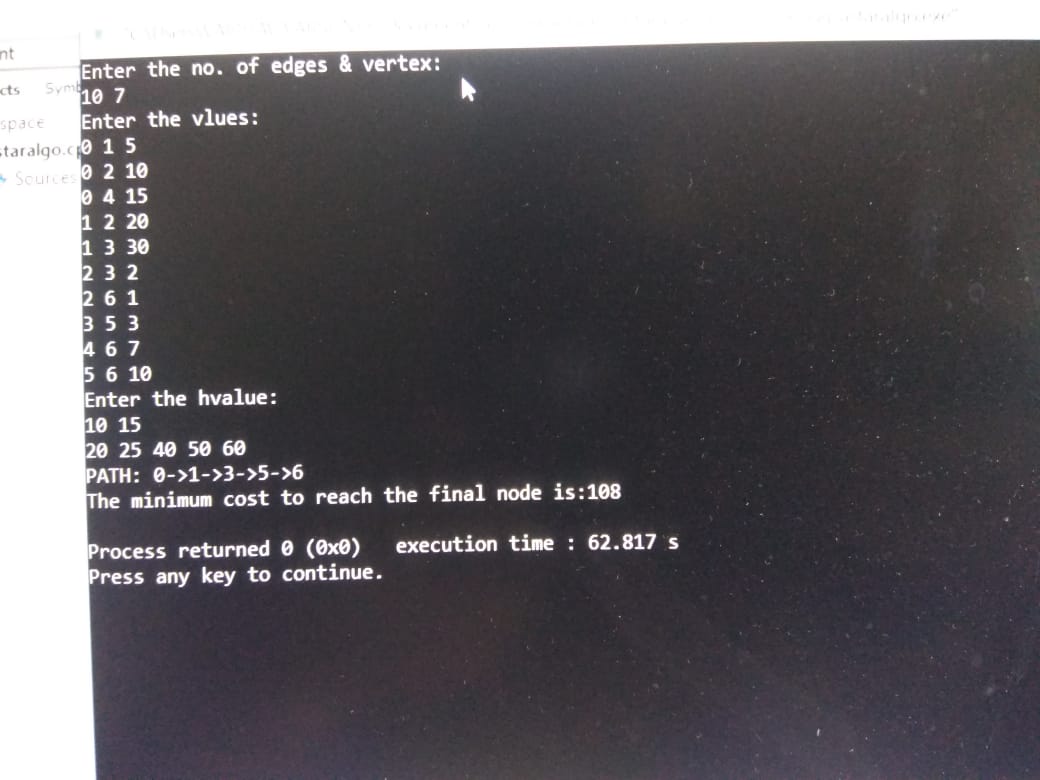 nt
cts Symb
space
staralgo.cp
Sources
Enter the no. of edges & vertex:
10 7
Enter the vlues:
0 1 5
0 2 10
0 4 15
1 2 20
1 3 30
2 3 2
2 6 1
3 5 3
4 6 7
5 6 10
Enter the hvalue:
10 15
20 25 40 50 60
PATH: 0->1->3->5->6
The minimum cost to reach the final node is:108
Process returned 0 (0x0) execution time : 62.817 s
Press any key to continue.